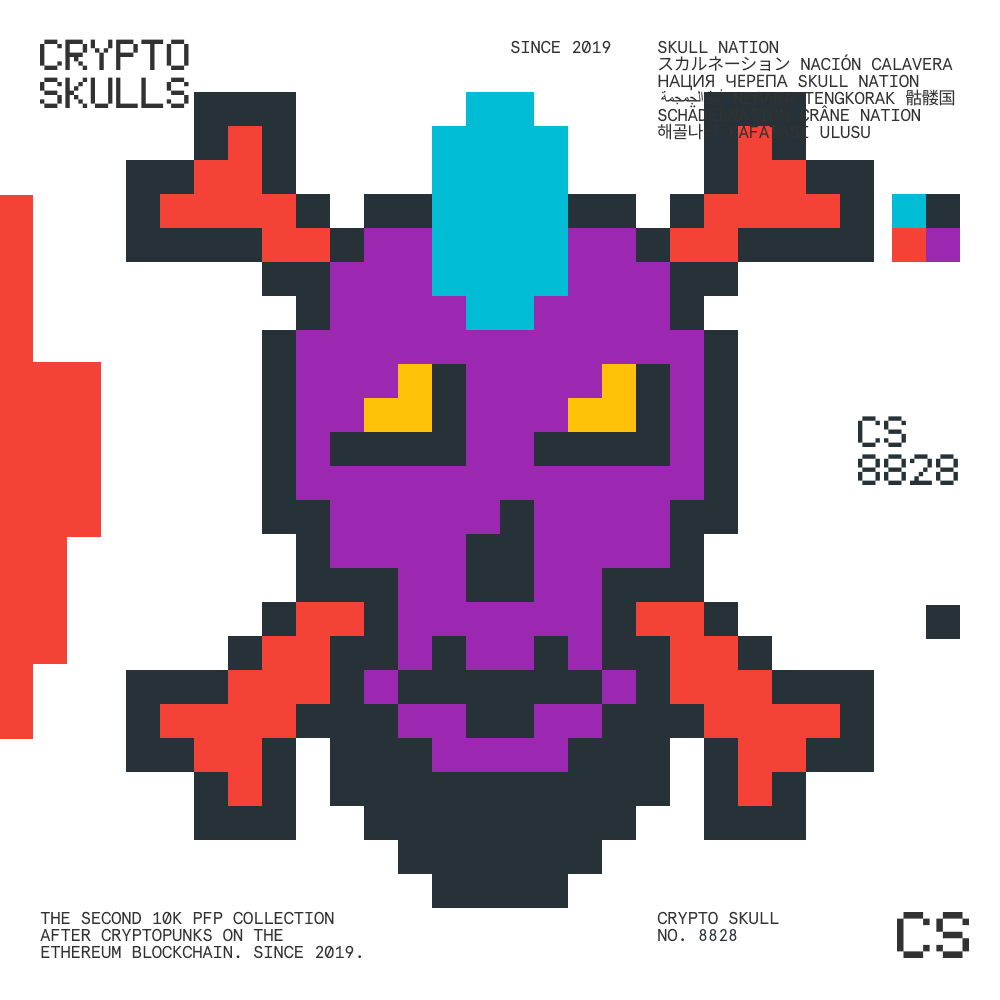 CRYPTO
SKULLS
SINCE 2019
SKULL NATION
スカルネーション NACIÓN CALAVERA
НАЦИЯ ЧЕРЕПА SKULL NATION
الجمجمة TENGKORAK 骷髅国
CRÂNE NATION
해골나 ULUSU
CS
8828
THE SECOND 10K PFP COLLECTION
AFTER CRYPTOPUNKS ON THE
ETHEREUM BLOCKCHAIN. SINCE 2019.
CRYPTO SKULL
NO. 8828
CS